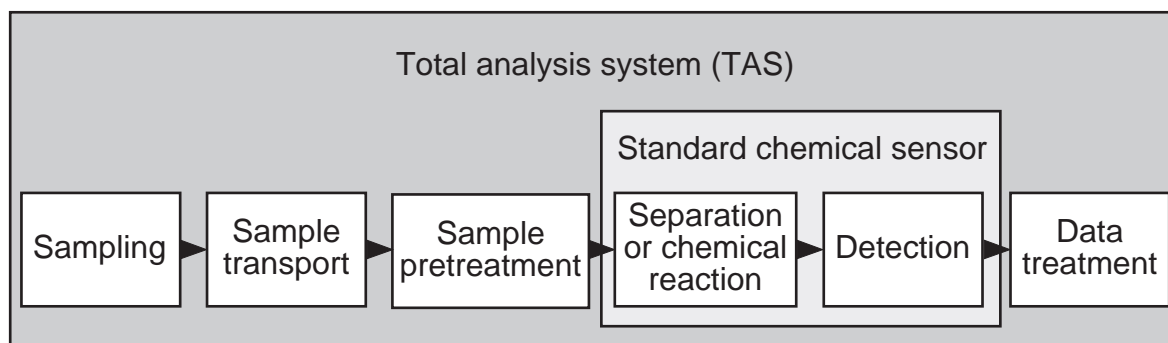 Total analysis system (TAS)
Standard chemical sensor
Sampling
Sample
transport
Sample
pretreatment
Separation
or chemical
reaction
Detection
Data
treatment